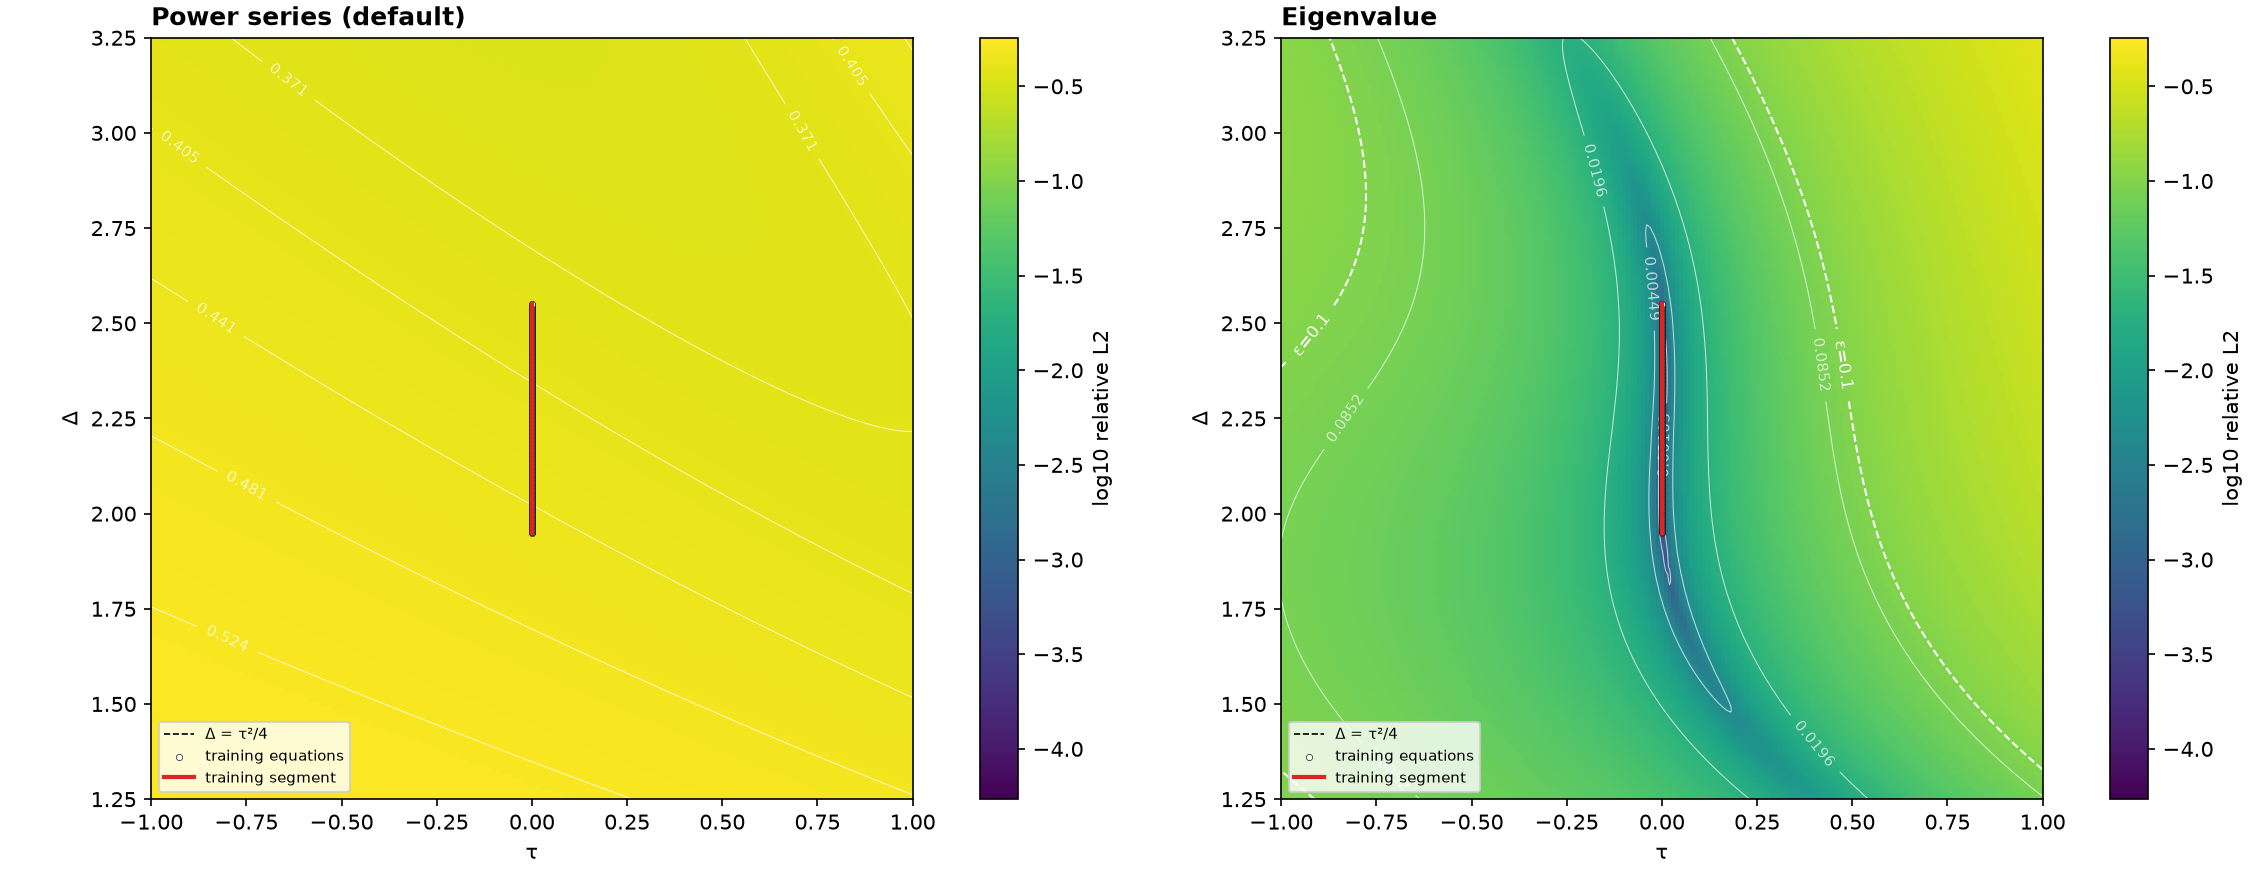 Power series (default)
3.25
3.00
2.75
2.50
2.25
2.00
1.75
1.50
1.25
Δ
0.371
0.405
0.371
0.405
0.441
0.481
0.524
Δ = τ²/4
training equations
training segment
−1.00 −0.75 −0.50 −0.25 0.00 0.25 0.50 0.75 1.00
τ
−0.5
−1.0
−1.5
−2.0
−2.5
−3.0
−3.5
−4.0
log10 relative L2
Eigenvalue
3.25
3.00
2.75
2.50
2.25
2.00
1.75
1.50
1.25
Δ
0.0196
0.00449
ε=0.1
ε=0.1
0.0852
0.0852
0.0196
Δ = τ²/4
training equations
training segment
−1.00 −0.75 −0.50 −0.25 0.00 0.25 0.50 0.75 1.00
τ
−0.5
−1.0
−1.5
−2.0
−2.5
−3.0
−3.5
−4.0
log10 relative L2